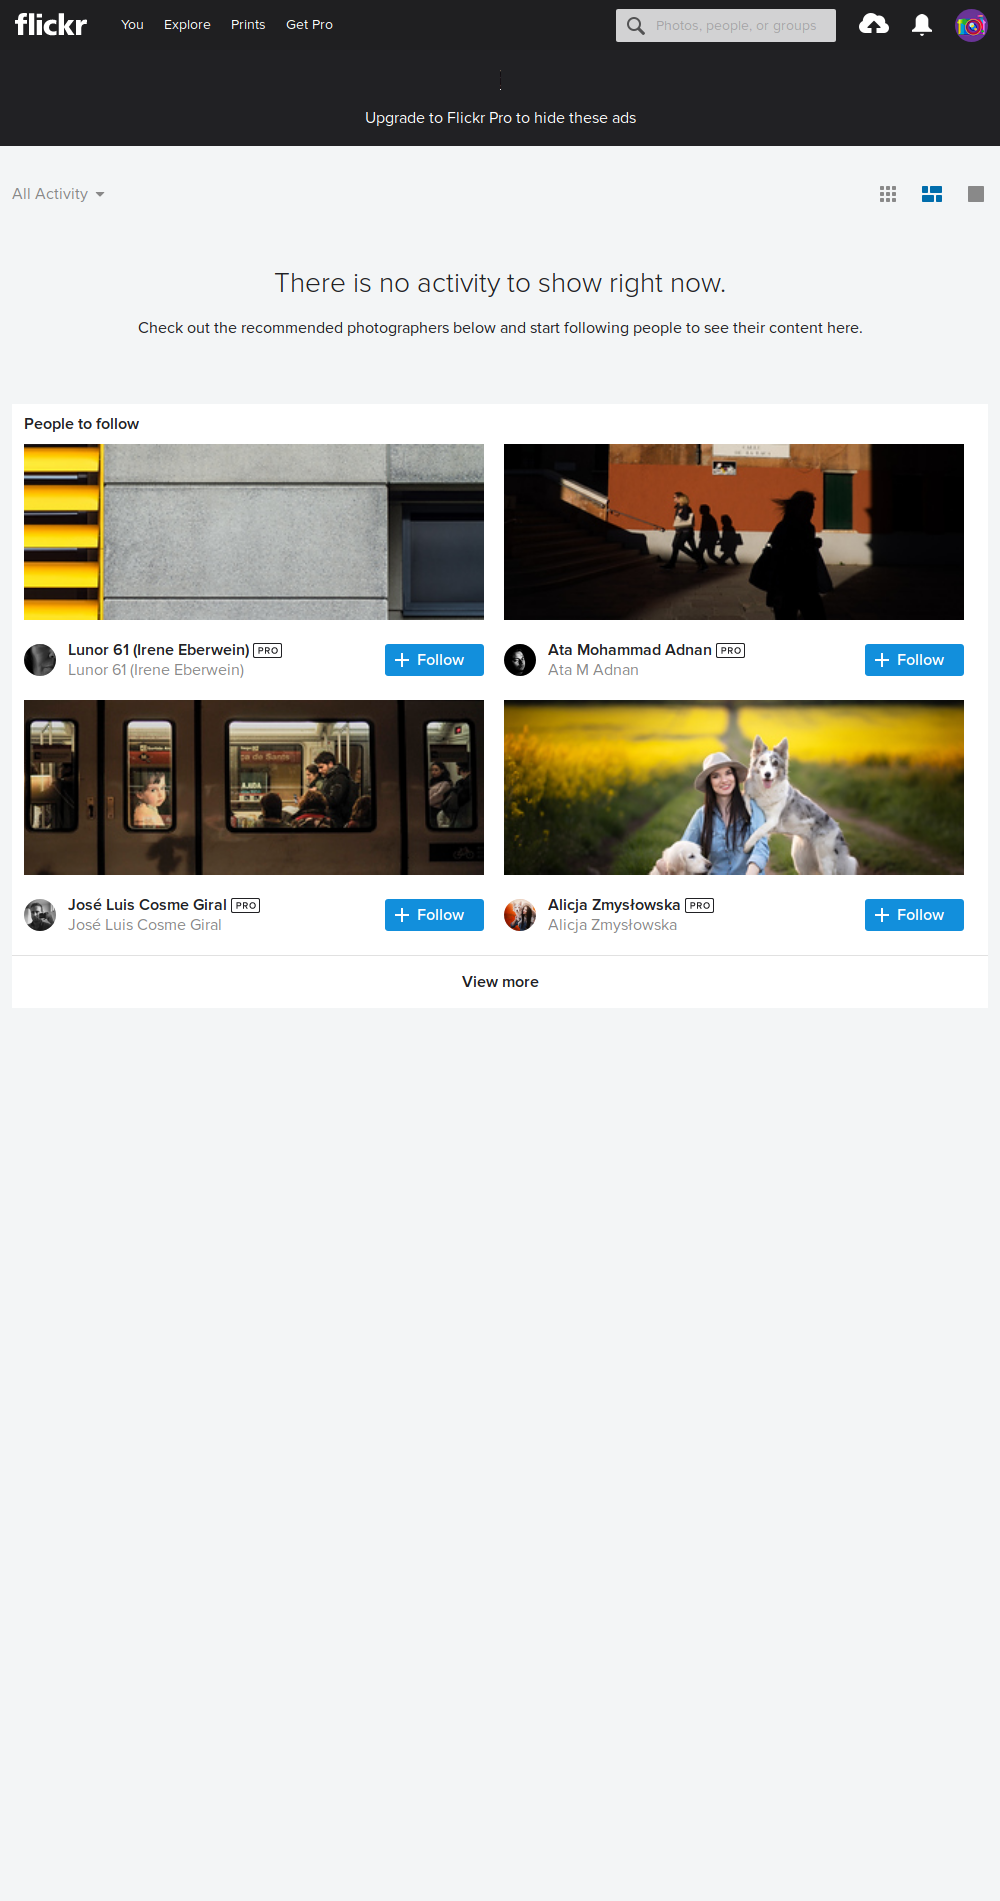 flickr
You Explore Prints Get Pro
Photos, people, or groups
Upgrade to Flickr Pro to hide these ads
All Activity
There is no activity to show right now.
Check out the recommended photographers below and start following people to see their content here.
People to follow
Lunor 61 (Irene Eberwein) PRO
Lunor 61 (Irene Eberwein)
+ Follow
Ata Mohammad Adnan PRO
Ata M Adnan
+ Follow
José Luis Cosme Giral PRO
José Luis Cosme Giral
+ Follow
Alicja Zmysłowska PRO
Alicja Zmysłowska
+ Follow
View more